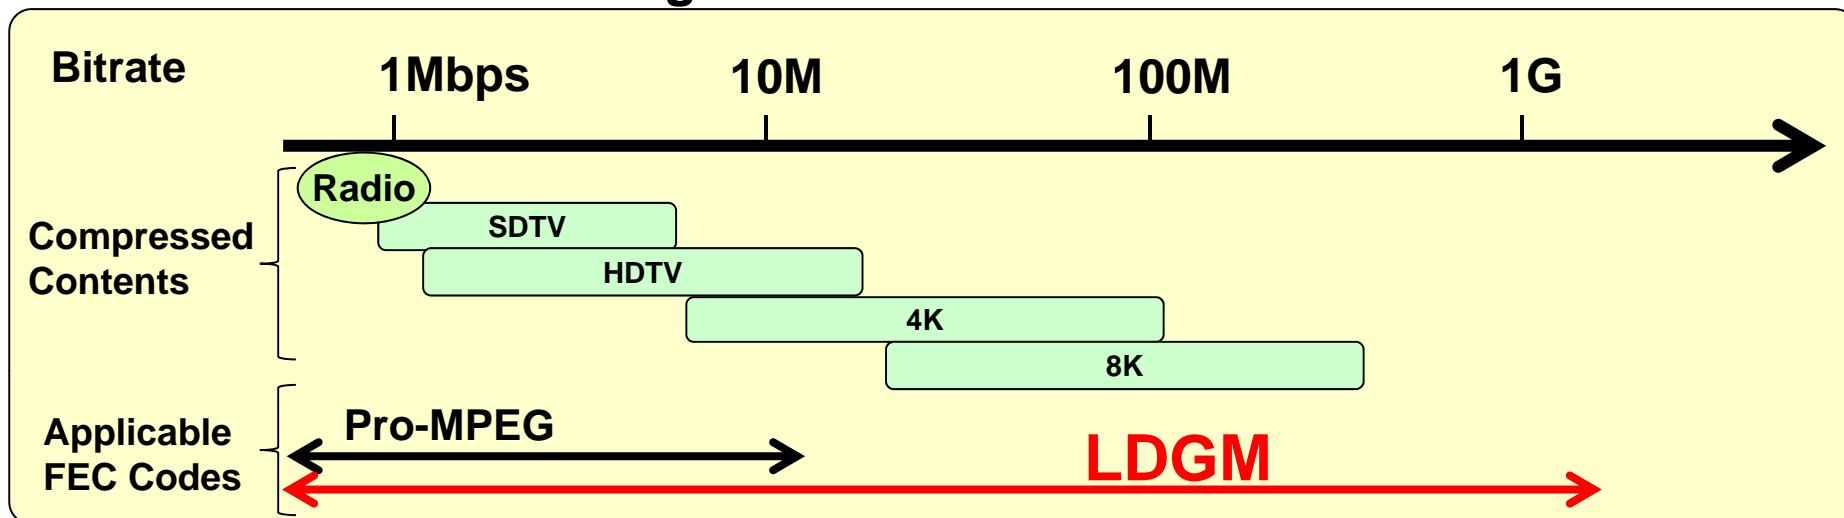 g
Bitrate
1Mbps
10M
100M
1G
Radio
SDTV
HDTV
4K
8K
Compressed
Contents
Pro-MPEG
LDGM
Applicable
FEC Codes